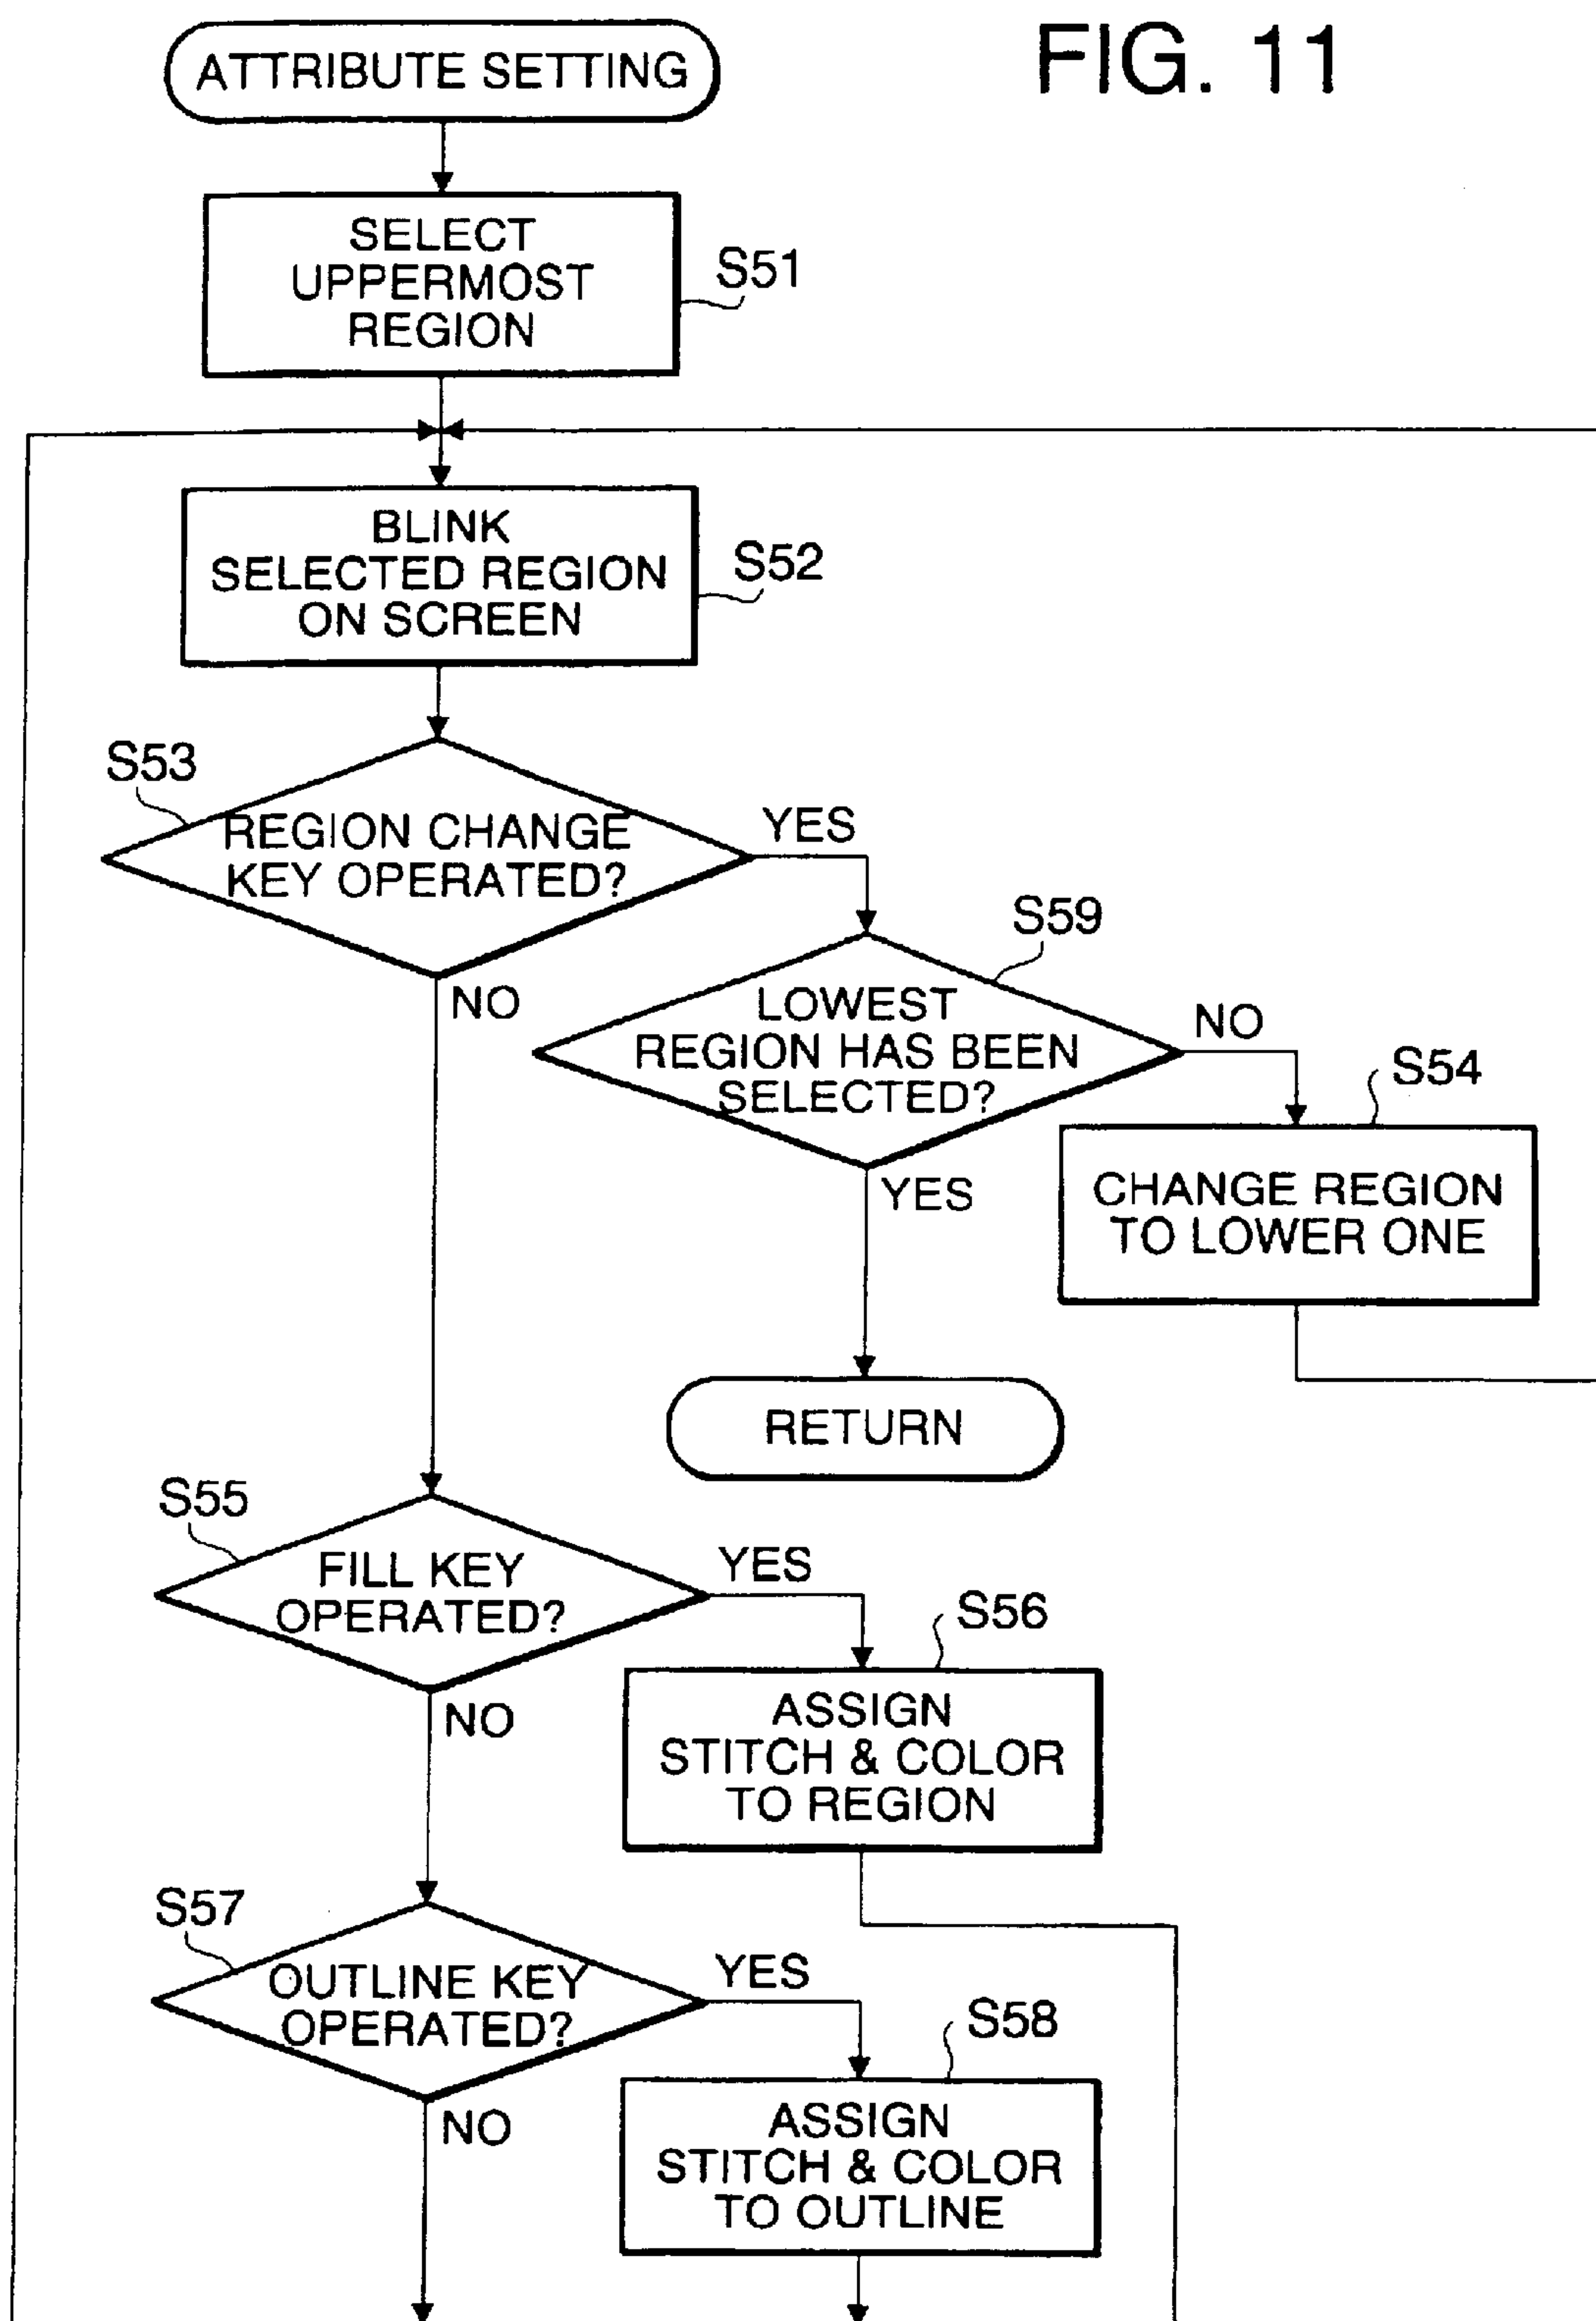 FIG. 11
ATTRIBUTE SETTING
SELECT
UPPERMOST
REGION
S51
BLINK
SELECTED REGION
ON SCREEN
S52
S53
REGION CHANGE
KEY OPERATED?
YES
NO
S59
LOWEST
REGION HAS BEEN
SELECTED?
NO
YES
S54
CHANGE REGION
TO LOWER ONE
RETURN
S55
FILL KEY
OPERATED?
YES
NO
S56
ASSIGN
STITCH & COLOR
TO REGION
S57
OUTLINE KEY
OPERATED?
YES
NO
S58
ASSIGN
STITCH & COLOR
TO OUTLINE